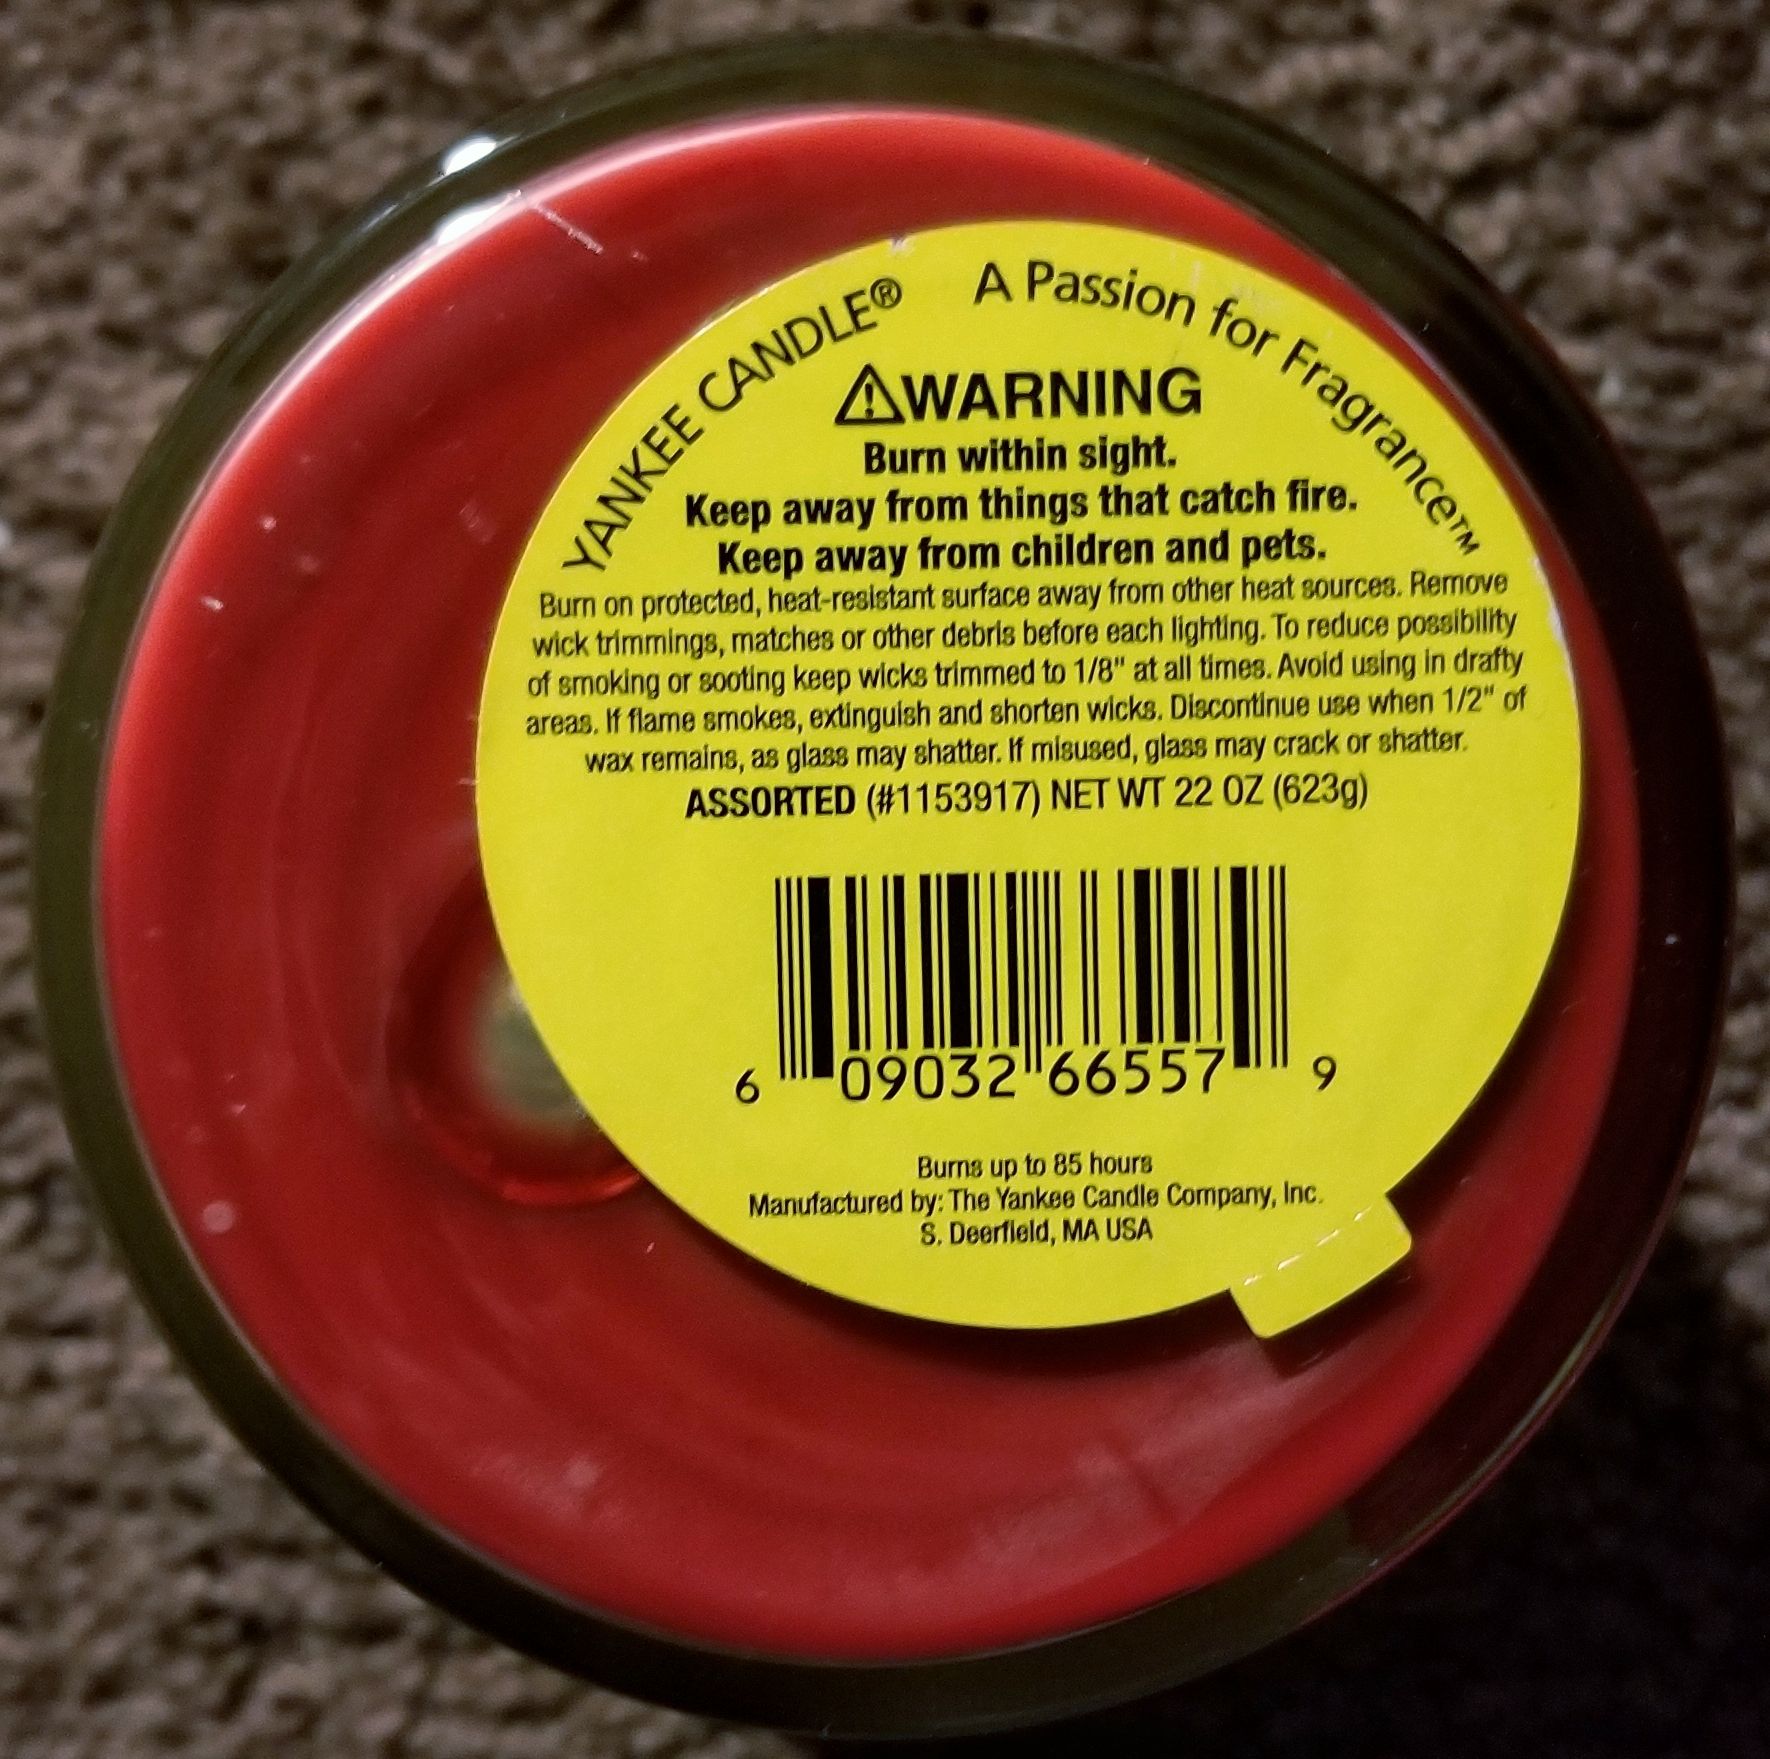 YANKEE CANDLE® A Passion for Fragrance™
⚠WARNING
Burn within sight.
Keep away from things that catch fire.
Keep away from children and pets.
Burn on protected, heat-resistant surface away from other heat sources. Remove
wick trimmings, matches or other debris before each lighting. To reduce possibility
of smoking or sooting keep wicks trimmed to 1/8" at all times. Avoid using in drafty
areas. If flame smokes, extinguish and shorten wicks. Discontinue use when 1/2" of
wax remains, as glass may shatter. If misused, glass may crack or shatter.
ASSORTED (#1153917) NET WT 22 OZ (623g)
6 09032 66557 9
Burns up to 85 hours
Manufactured by: The Yankee Candle Company, Inc.
S. Deerfield, MA USA